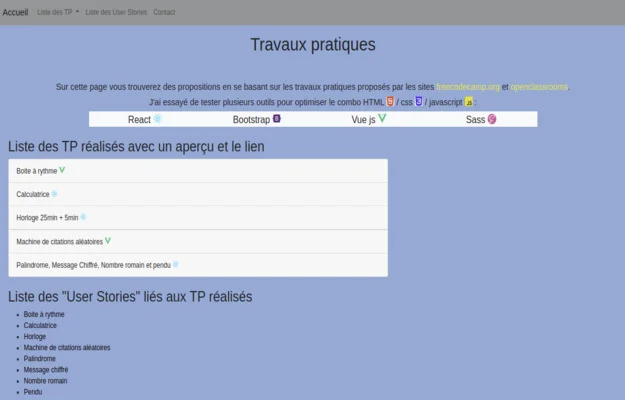 Accueil Liste des TP Liste des User Stories Contact
Travaux pratiques
Sur cette page vous trouverez des propositions en se basant sur les travaux pratiques proposés par les sites freecodecamp.org et openclassrooms.
J'ai essayé de tester plusieurs outils pour optimiser le combo HTML / css / javascript :
React Bootstrap Vue js Sass
Liste des TP réalisés avec un aperçu et le lien
Boite à rythme
Calculatrice
Horloge 25min + 5min
Machine de citations aléatoires
Palindrome, Message Chiffré, Nombre romain et pendu
Liste des "User Stories" liés aux TP réalisés
Boite à rythme
Calculatrice
Horloge
Machine de citations aléatoires
Palindrome
Message chiffré
Nombre romain
Pendu